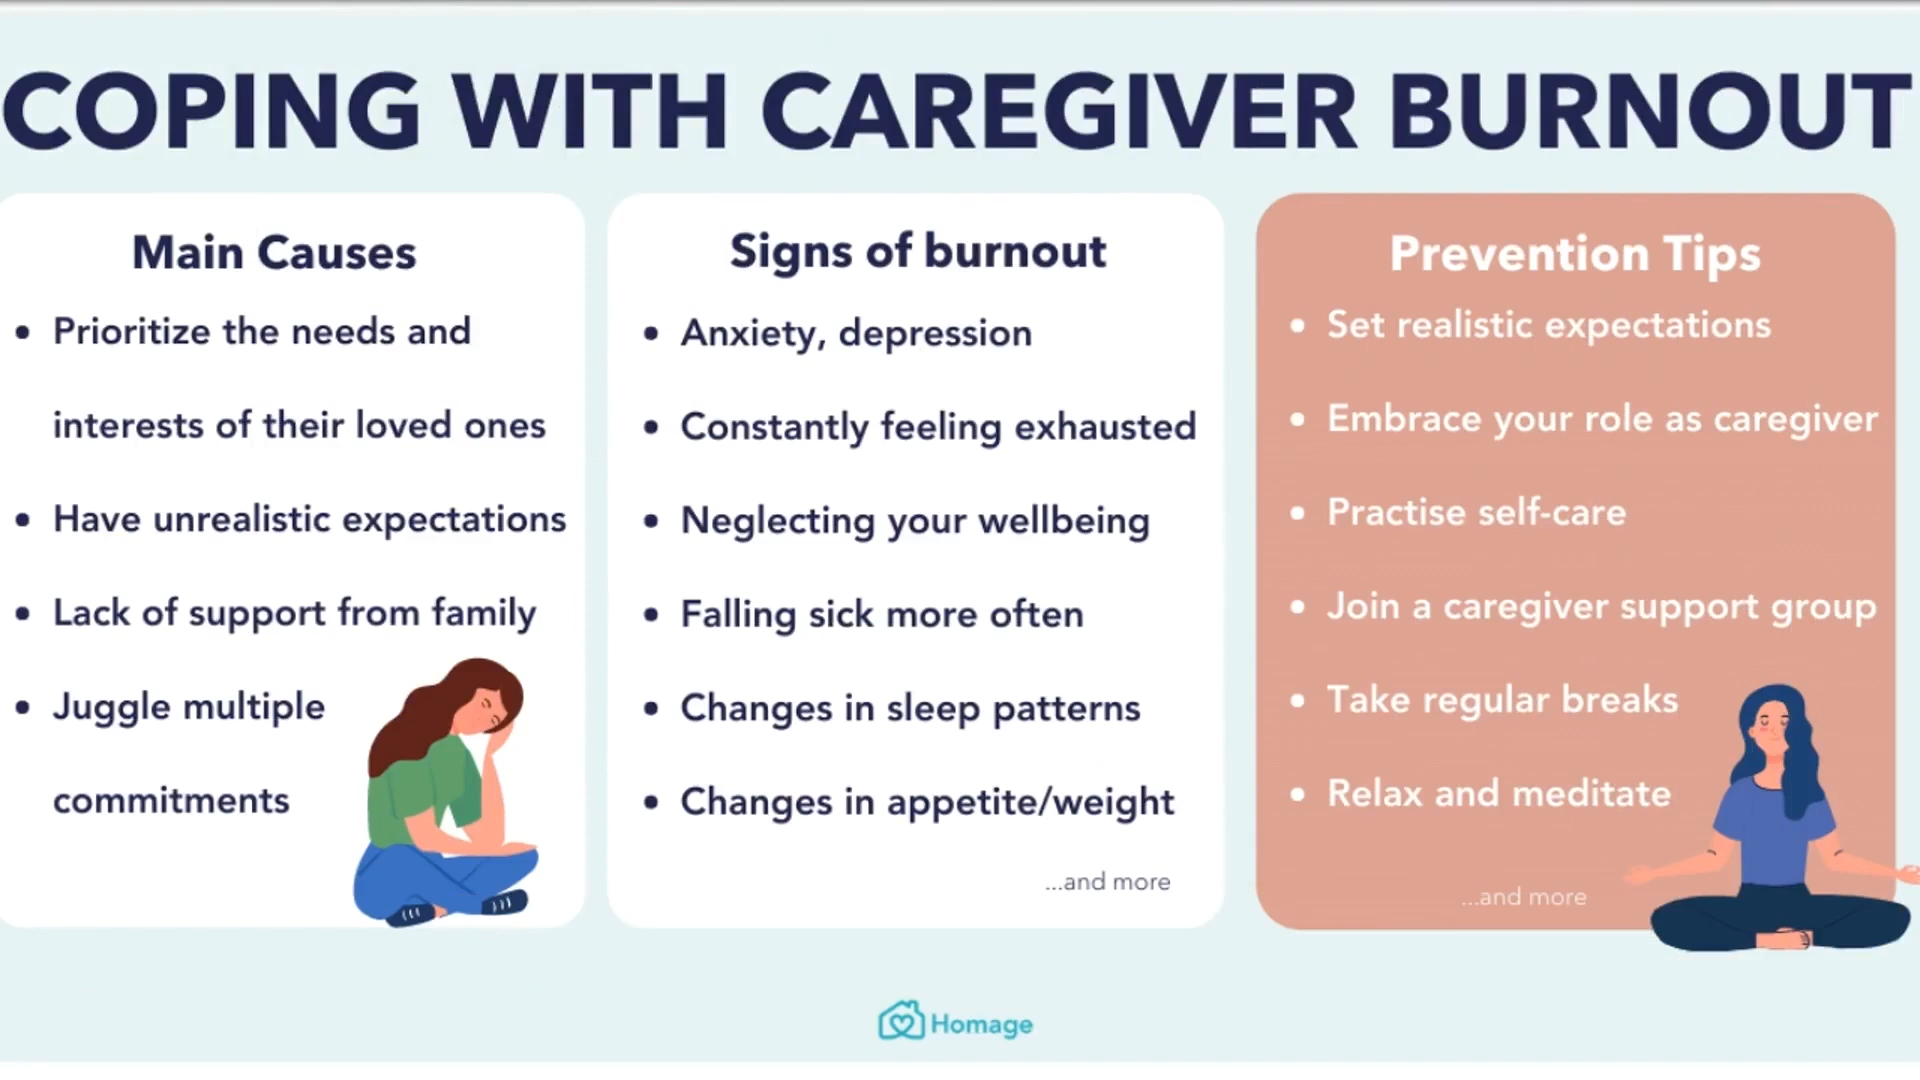 COPING WITH CAREGIVER BURNOUT
Main Causes
• Prioritize the needs and
interests of their loved ones
• Have unrealistic expectations
• Lack of support from family
• Juggle multiple
commitments
Signs of burnout
• Anxiety, depression
• Constantly feeling exhausted
• Neglecting your wellbeing
• Falling sick more often
• Changes in sleep patterns
• Changes in appetite/weight
...and more
Prevention Tips
• Set realistic expectations
• Embrace your role as caregiver
• Practise self-care
• Join a caregiver support group
• Take regular breaks
• Relax and meditate
...and more
Homage